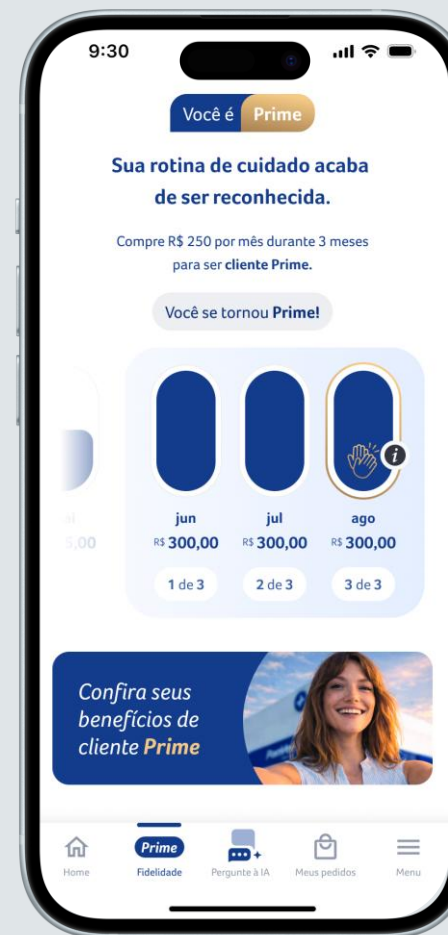 9:30
Você é Prime
Sua rotina de cuidado acaba
de ser reconhecida.
Compre R$ 250 por mês durante 3 meses
para ser cliente Prime.
Você se tornou Prime!
i
jun
jul
ago
R$ 300,00
R$ 300,00
R$ 300,00
1 de 3
2 de 3
3 de 3
Confira seus
benefícios de
cliente Prime
Prime
Home
Fidelidade
Pergunte à IA
Meus pedidos
Menu